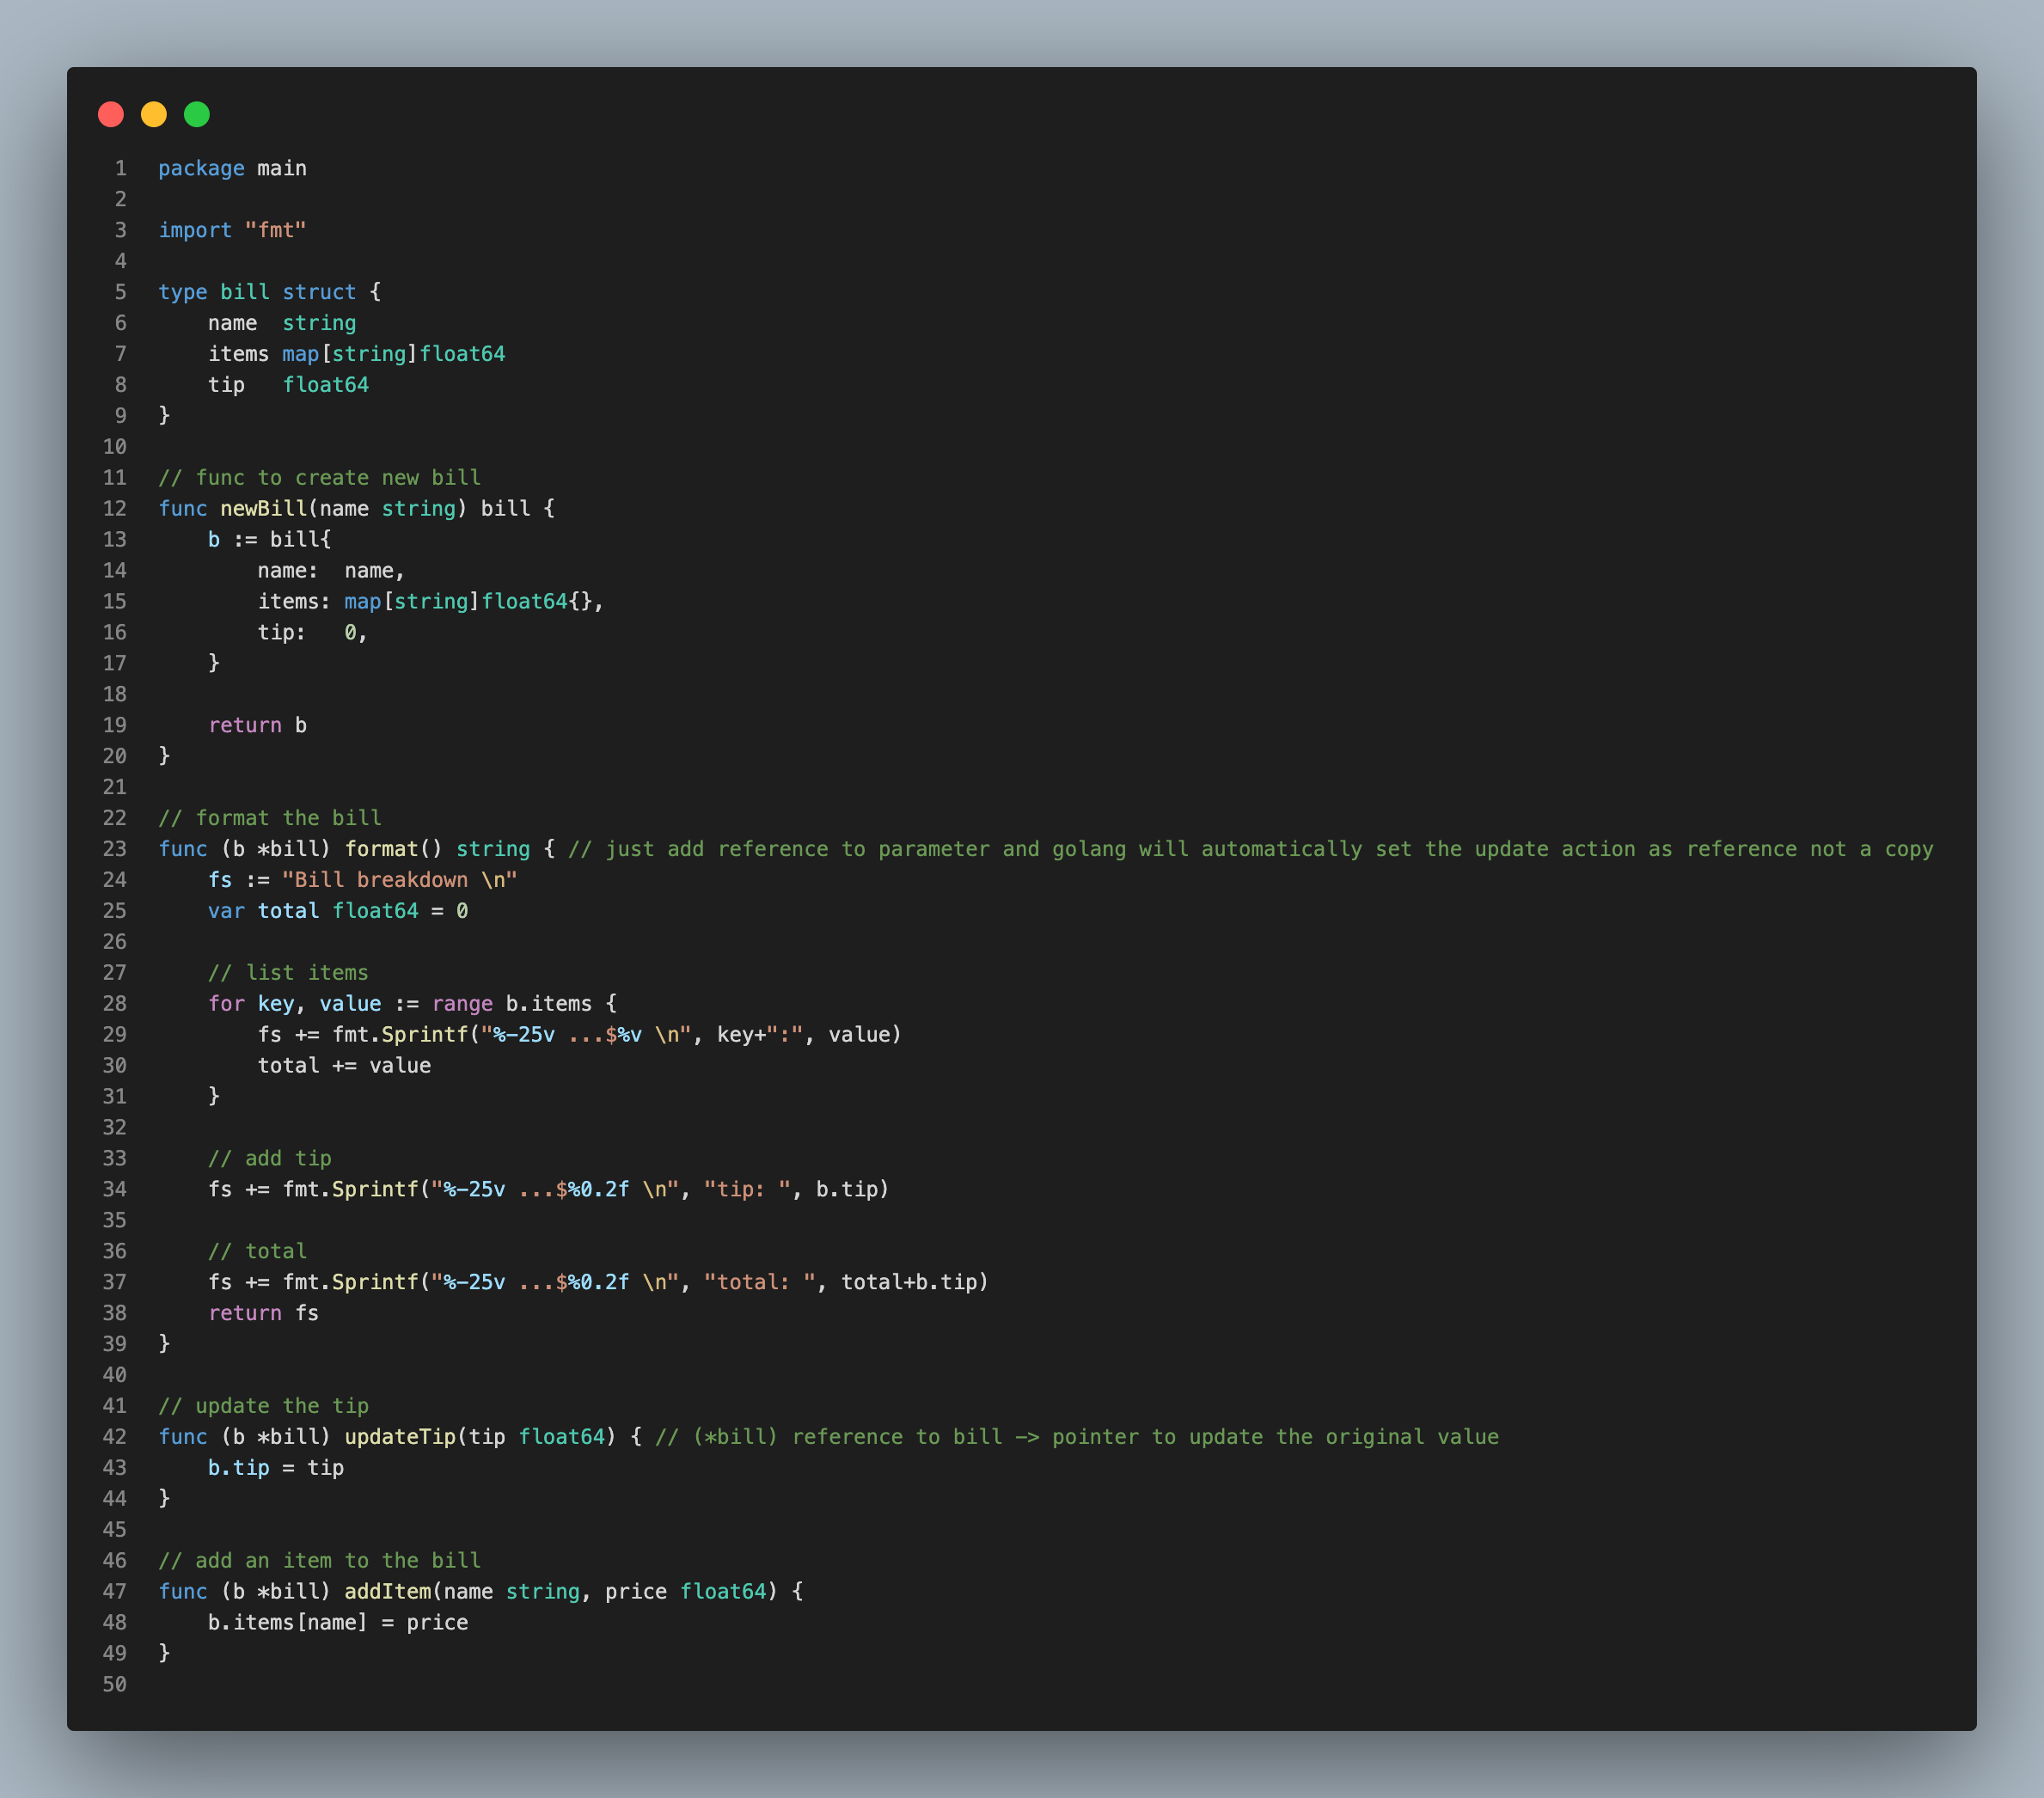 1 package main
2
3 import "fmt"
4
5 type bill struct {
6     name  string
7     items map[string]float64
8     tip   float64
9 }
10
11 // func to create new bill
12 func newBill(name string) bill {
13     b := bill{
14         name:  name,
15         items: map[string]float64{},
16         tip:   0,
17     }
18
19     return b
20 }
21
22 // format the bill
23 func (b *bill) format() string { // just add reference to parameter and golang will automatically set the update action as reference not a copy
24     fs := "Bill breakdown \n"
25     var total float64 = 0
26
27     // list items
28     for key, value := range b.items {
29         fs += fmt.Sprintf("%-25v ...$%v \n", key+":", value)
30         total += value
31     }
32
33     // add tip
34     fs += fmt.Sprintf("%-25v ...$%0.2f \n", "tip: ", b.tip)
35
36     // total
37     fs += fmt.Sprintf("%-25v ...$%0.2f \n", "total: ", total+b.tip)
38     return fs
39 }
40
41 // update the tip
42 func (b *bill) updateTip(tip float64) { // (*bill) reference to bill -> pointer to update the original value
43     b.tip = tip
44 }
45
46 // add an item to the bill
47 func (b *bill) addItem(name string, price float64) {
48     b.items[name] = price
49 }
50